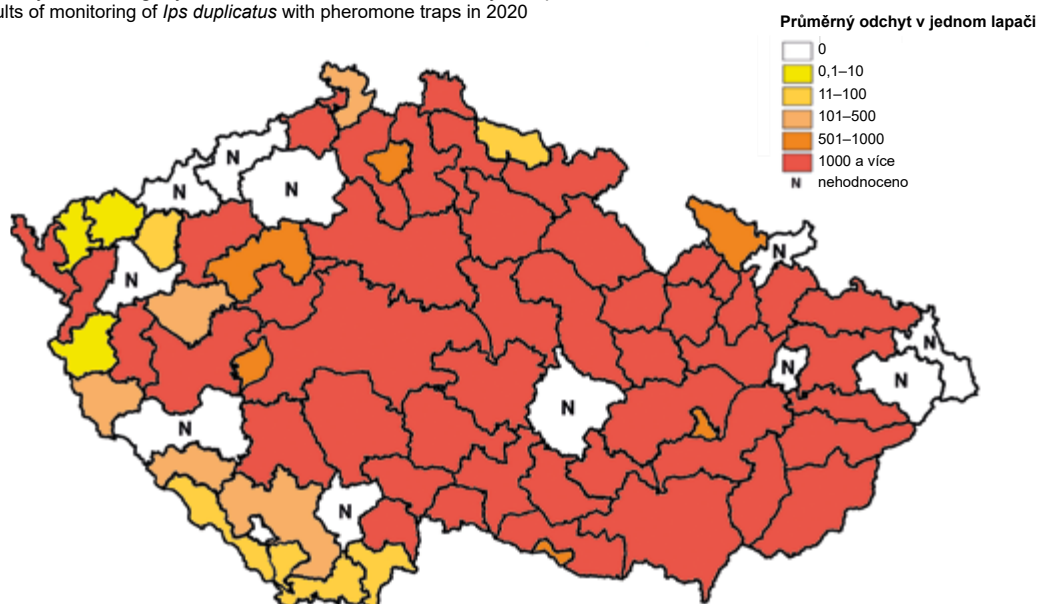 ults of monitoring of Ips duplicatus with pheromone traps in 2020
Průměrný odchyt v jednom lapači
0
0,1–10
11–100
101–500
501–1000
1000 a více
N nehodnoceno
N
N
N
N
N
N
N
N
N
N
N